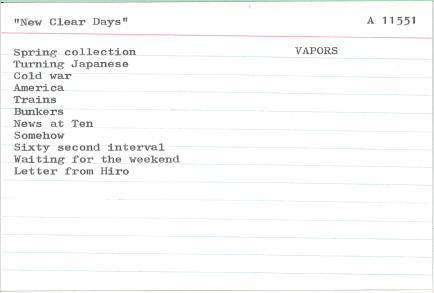 "New Clear Days" A 11551
Spring collection VAPORS
Turning Japanese
Cold war
America
Trains
Bunkers
News at Ten
Somehow
Sixty second interval
Waiting for the weekend
Letter from Hiro